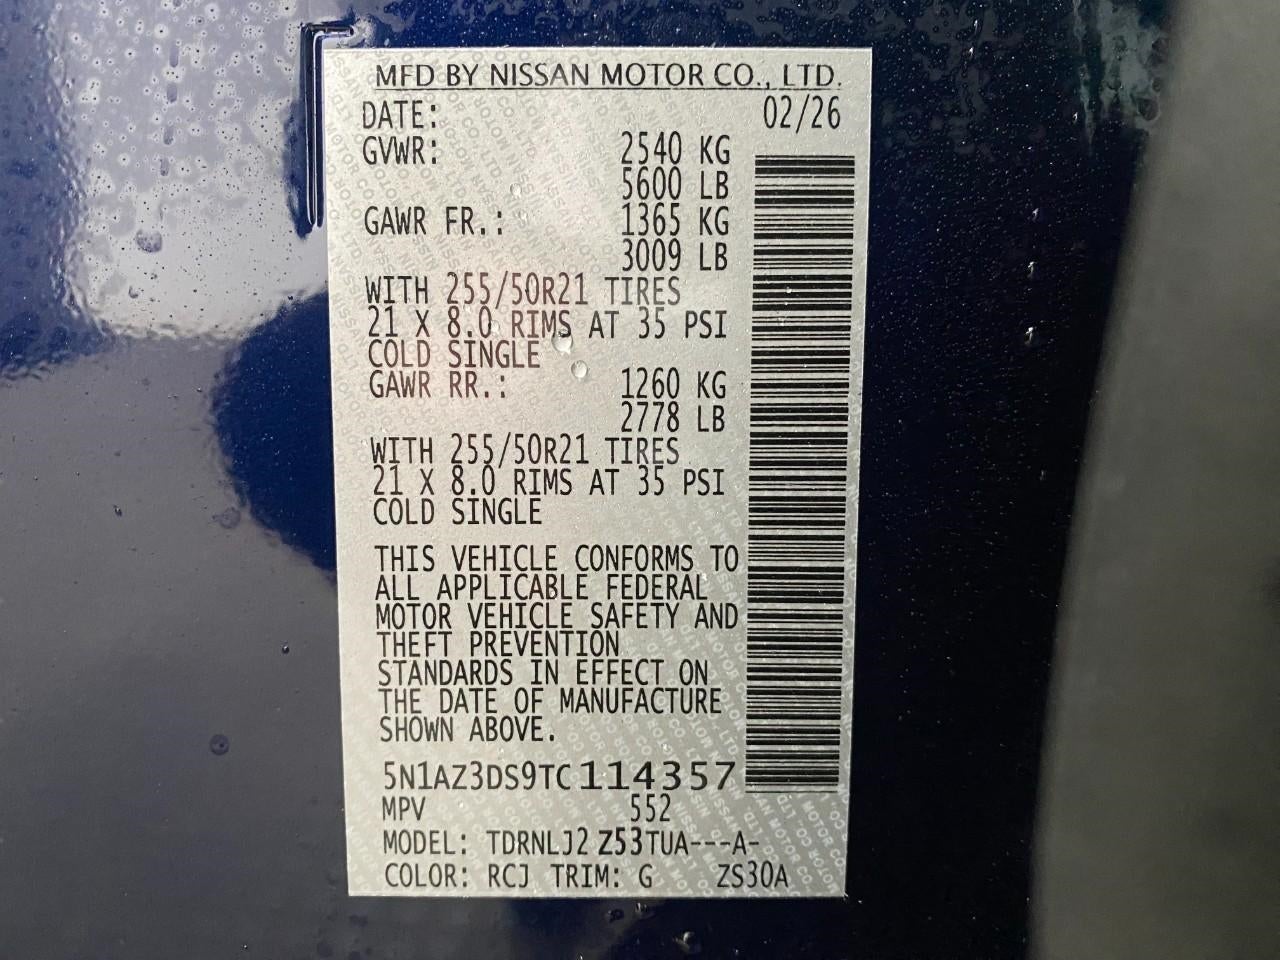 MFD BY NISSAN MOTOR CO., LTD.
DATE: 02/26
GVWR: 2540 KG
5600 LB
GAWR FR.: 1365 KG
3009 LB
WITH 255/50R21 TIRES
21 X 8.0 RIMS AT 35 PSI
COLD SINGLE
GAWR RR.: 1260 KG
2778 LB
WITH 255/50R21 TIRES
21 X 8.0 RIMS AT 35 PSI
COLD SINGLE
THIS VEHICLE CONFORMS TO
ALL APPLICABLE FEDERAL
MOTOR VEHICLE SAFETY AND
THEFT PREVENTION
STANDARDS IN EFFECT ON
THE DATE OF MANUFACTURE
SHOWN ABOVE.
5N1AZ3DS9TC114357
MPV 552
MODEL: TDRNLJ2 Z53TUA---A-
COLOR: RCJ TRIM: G ZS30A